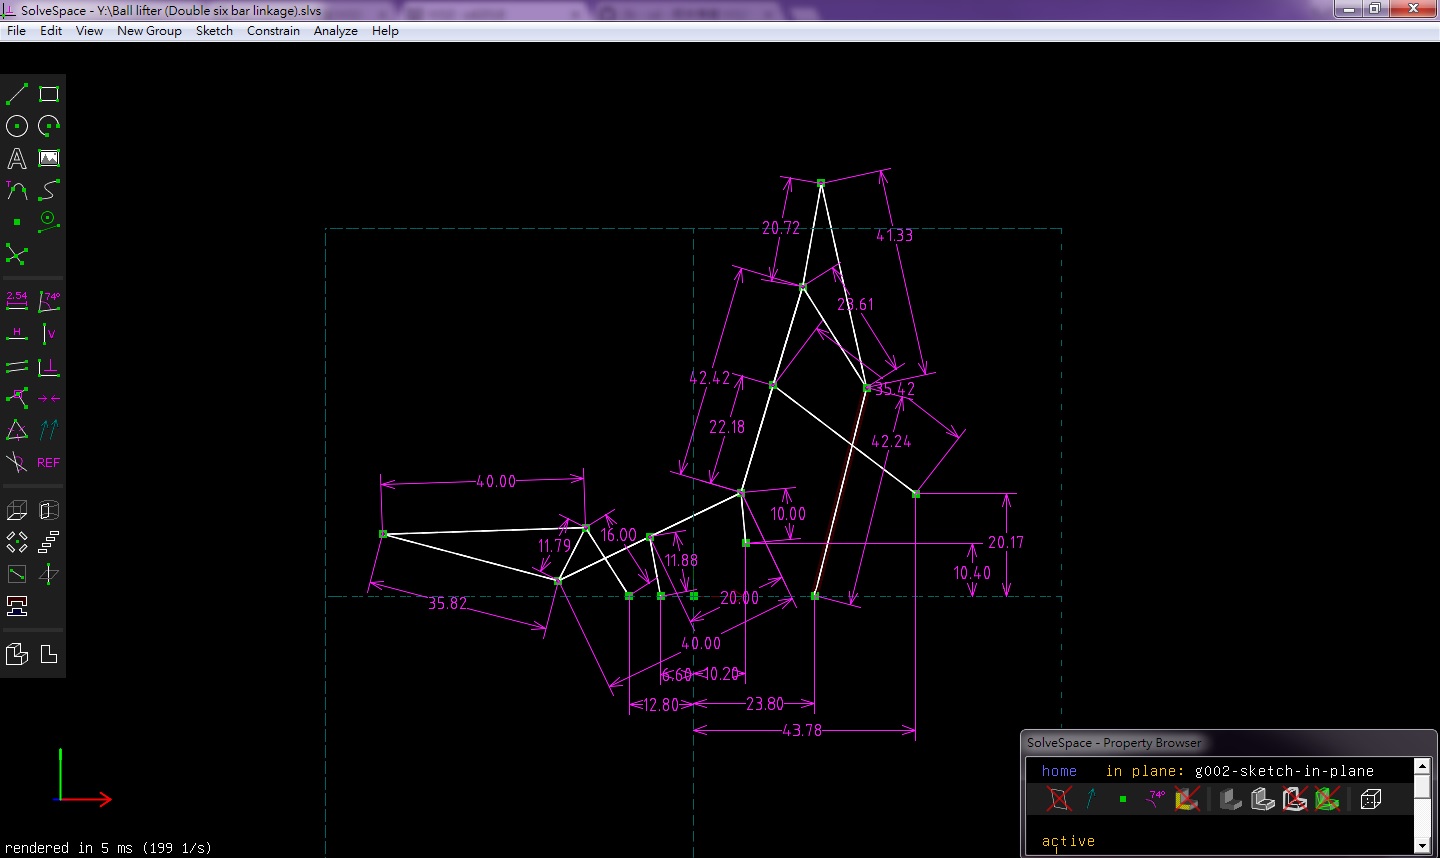 SolveSpace - Y:\Ball lifter (Double six bar linkage).slvs
File Edit View New Group Sketch Constrain Analyze Help
A
T
2.54 74°
H V
REF
20.72
41.33
23.61
42.42
35.42
22.18
42.24
40.00
10.00
16.00
11.79
20.17
11.88
10.40
20.00
35.82
40.00
6.60 10.20
12.80 23.80
43.78
SolveSpace - Property Browser
home in plane: g002-sketch-in-plane
74°
active
rendered in 5 ms (199 1/s)